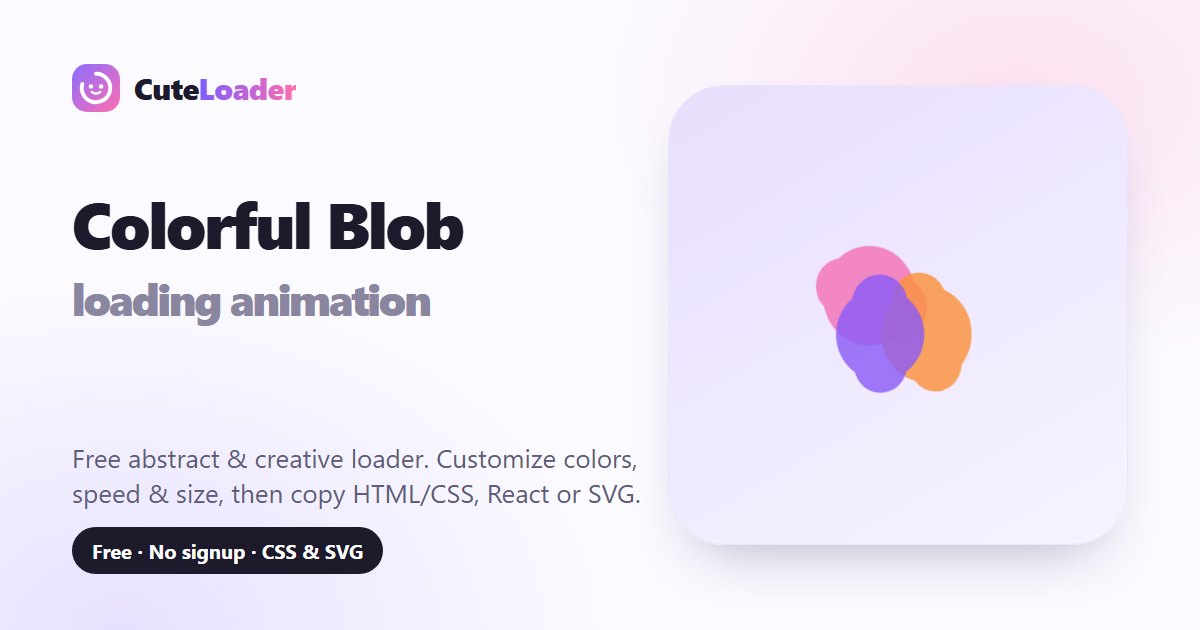 CuteLoader
Colorful Blob
loading animation
Free abstract & creative loader. Customize colors,
speed & size, then copy HTML/CSS, React or SVG.
Free · No signup · CSS & SVG